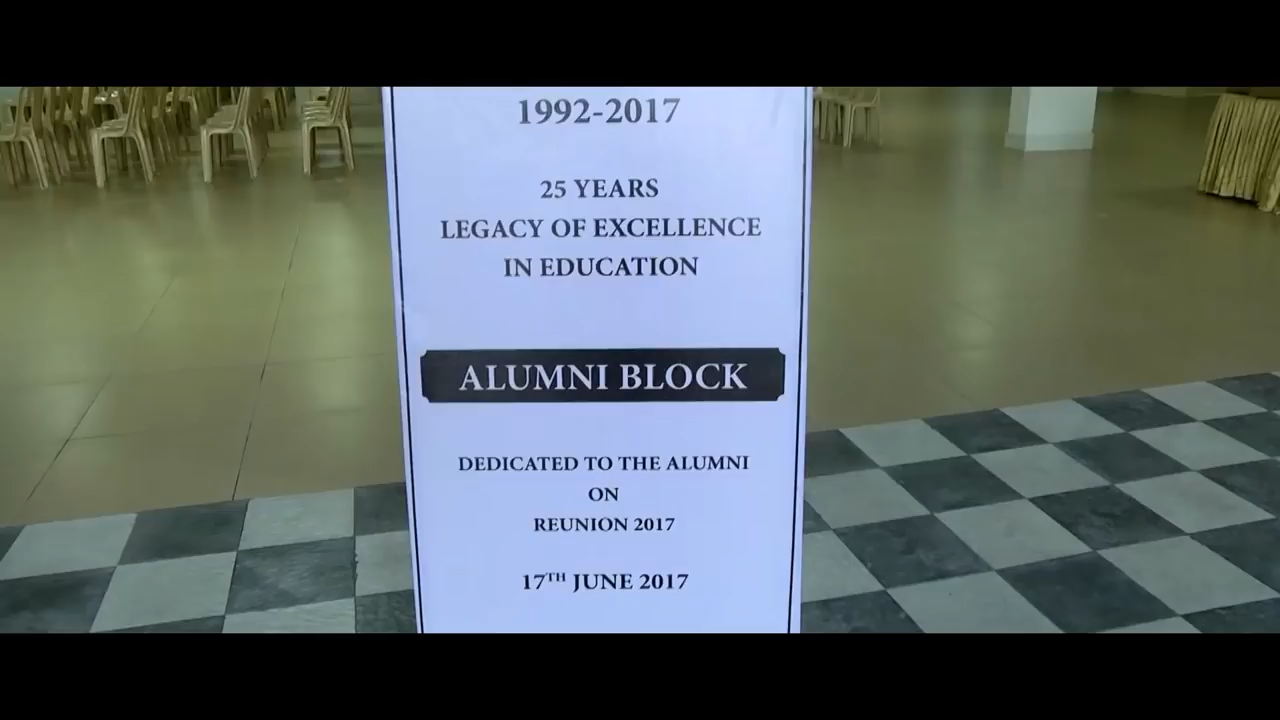 1992-2017
25 YEARS
LEGACY OF EXCELLENCE
IN EDUCATION
ALUMNI BLOCK
DEDICATED TO THE ALUMNI
ON
REUNION 2017
17TH JUNE 2017